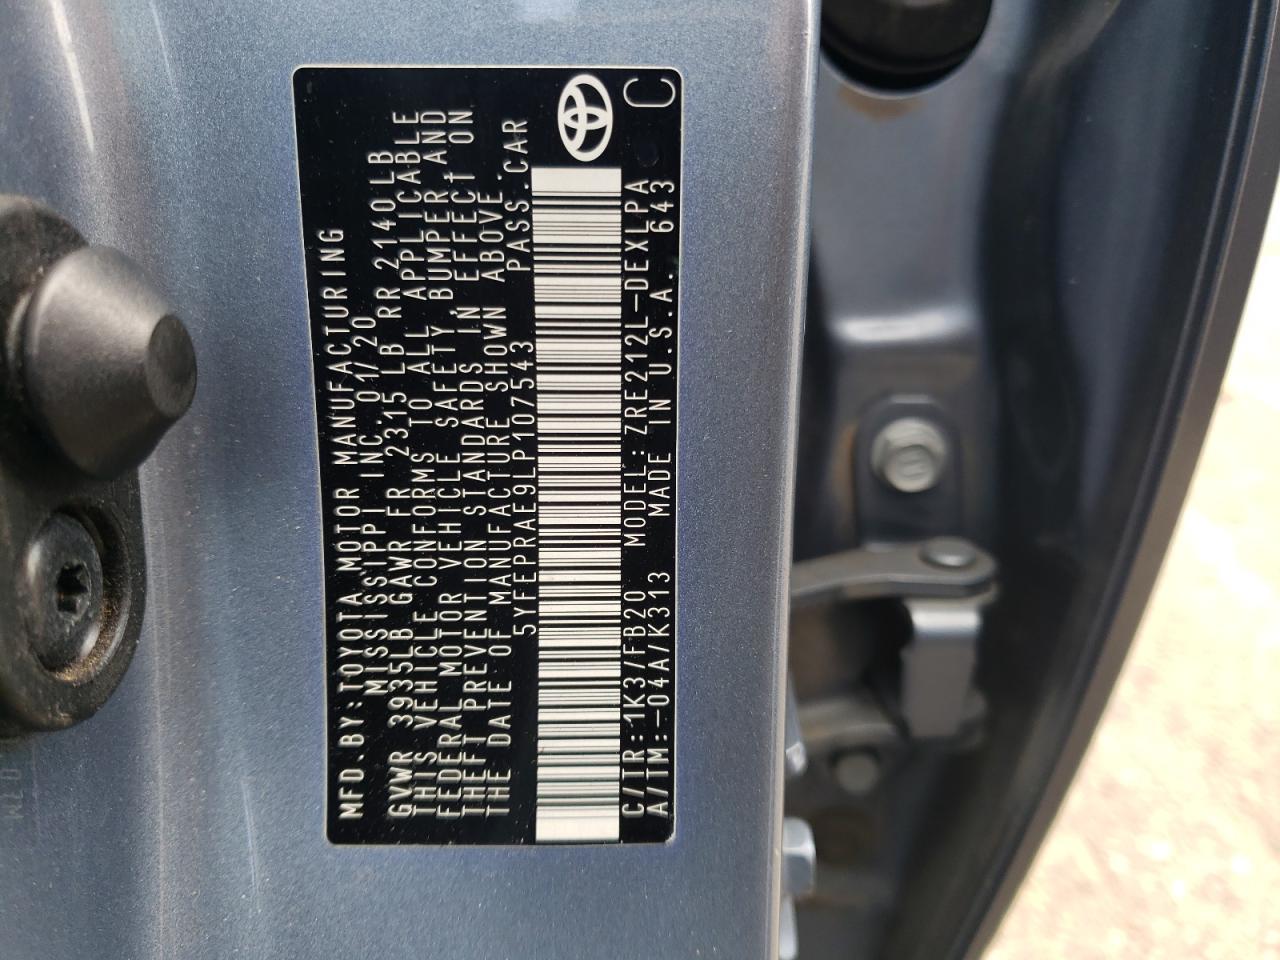 MFD.BY:TOYOTA MOTOR MANUFACTURING
MISSISSIPPI INC. 01/20
GVWR 3935LB GAWR FR 2315 LB RR 2140LB
THIS VEHICLE CONFORMS TO ALL APPLICABLE
FEDERAL MOTOR VEHICLE SAFETY, BUMPER, AND
THEFT PREVENTION STANDARDS IN EFFECT ON
THE DATE OF MANUFACTURE SHOWN ABOVE.
5YFEPRAE9LP107543 PASS.CAR
C/TR:1K3/FB20 MODEL:ZRE212L-DEXLPA
A/TM:-04A/K313 MADE IN U.S.A. 643
C